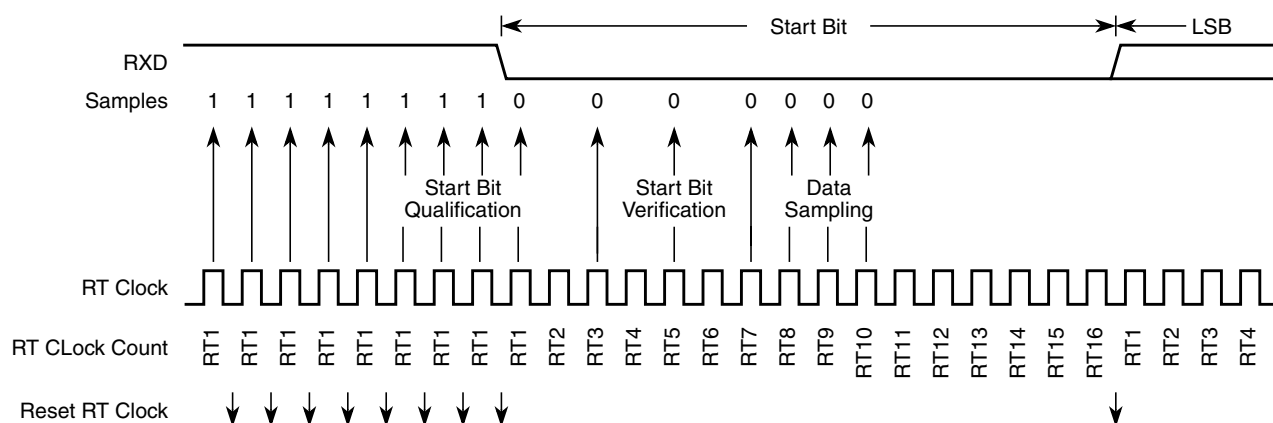 Start Bit LSB
RXD
Samples 1 1 1 1 1 1 1 1 0 0 0 0 0 0 0
Start Bit Qualification
Start Bit Verification
Data Sampling
RT Clock
RT CLock Count RT1 RT1 RT1 RT1 RT1 RT1 RT1 RT1 RT1 RT2 RT3 RT4 RT5 RT6 RT7 RT8 RT9 RT10 RT11 RT12 RT13 RT14 RT15 RT16 RT1 RT2 RT3 RT4
Reset RT Clock